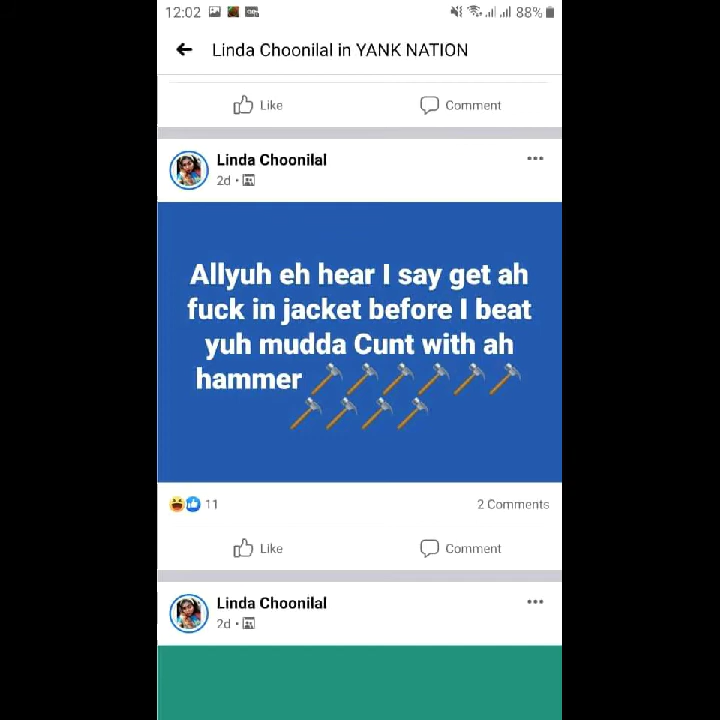 12:02 88%
Linda Choonilal in YANK NATION
Like Comment
Linda Choonilal
2d
Allyuh eh hear I say get ah
fuck in jacket before I beat
yuh mudda Cunt with ah
hammer
11 2 Comments
Like Comment
Linda Choonilal
2d